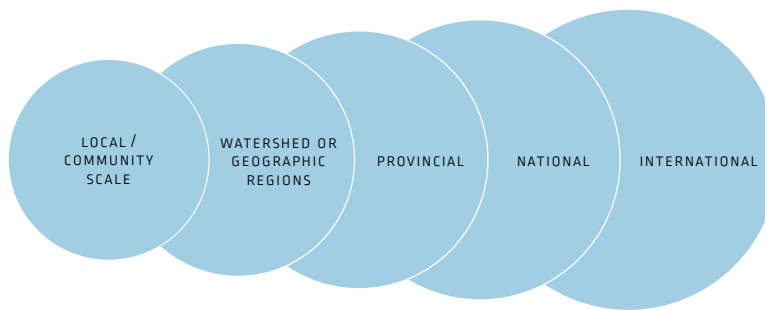 LOCAL /
COMMUNITY
SCALE
WATERSHED OR
GEOGRAPHIC
REGIONS
PROVINCIAL
NATIONAL
INTERNATIONAL